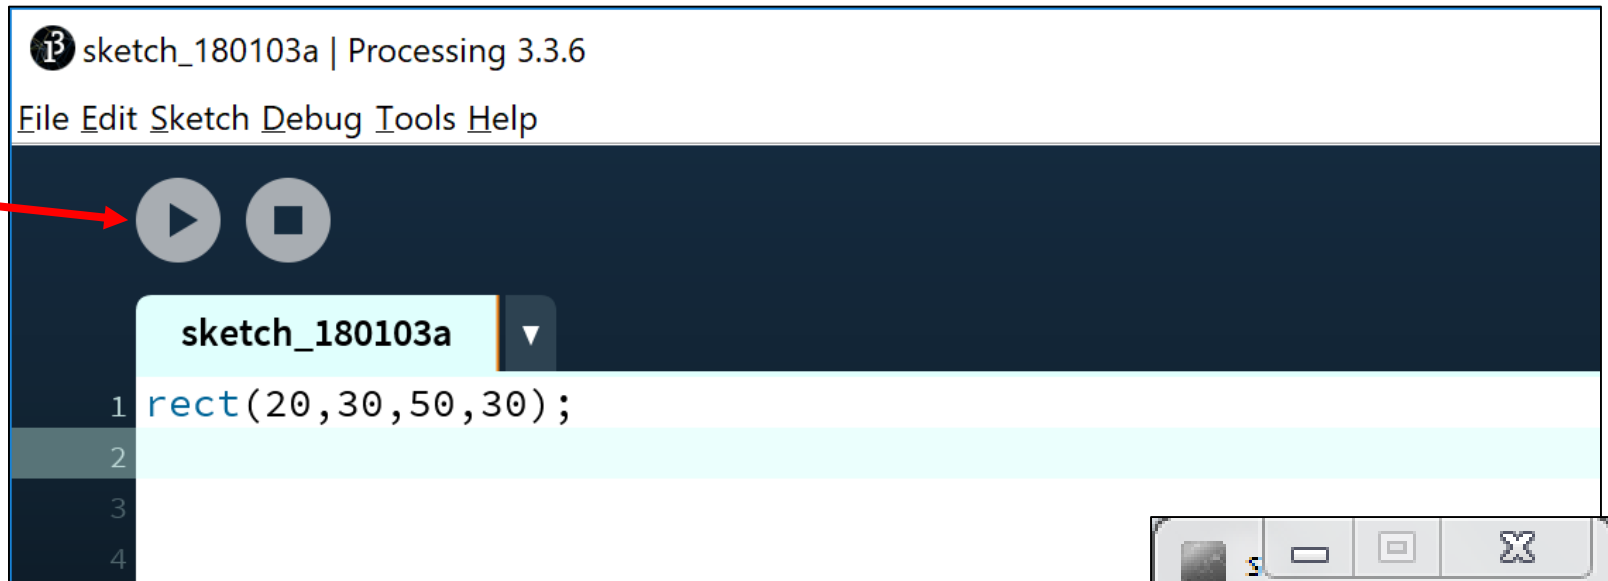 sketch_180103a | Processing 3.3.6
File Edit Sketch Debug Tools Help
sketch_180103a ▼
1 rect(20,30,50,30);
2
3
4
s